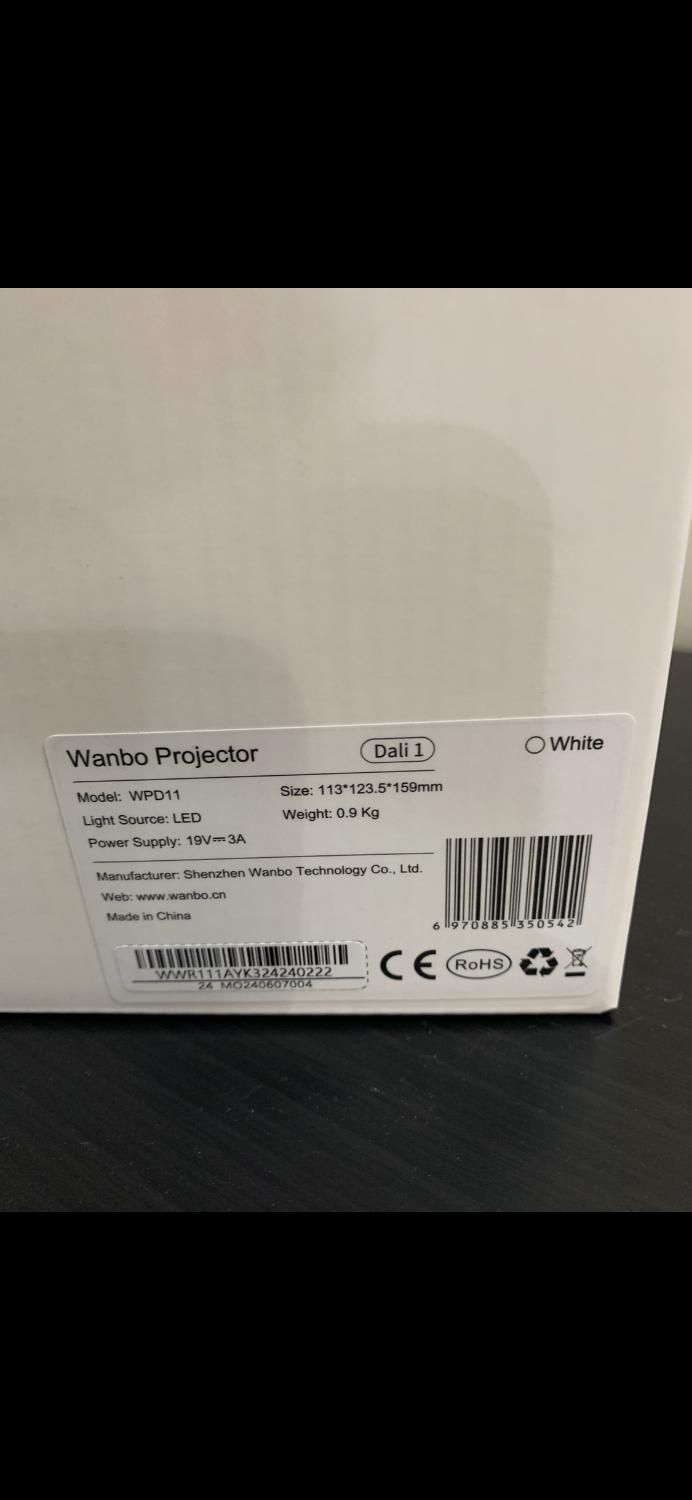 Wanbo Projector
Dali 1
White
Model: WPD11
Size: 113*123.5*159mm
Light Source: LED
Weight: 0.9 Kg
Power Supply: 19V⎓3A
Manufacturer: Shenzhen Wanbo Technology Co., Ltd.
Web: www.wanbo.cn
Made in China
6 970885 350542
WWR111AYK324240222
24 MO240607004
CE
RoHS